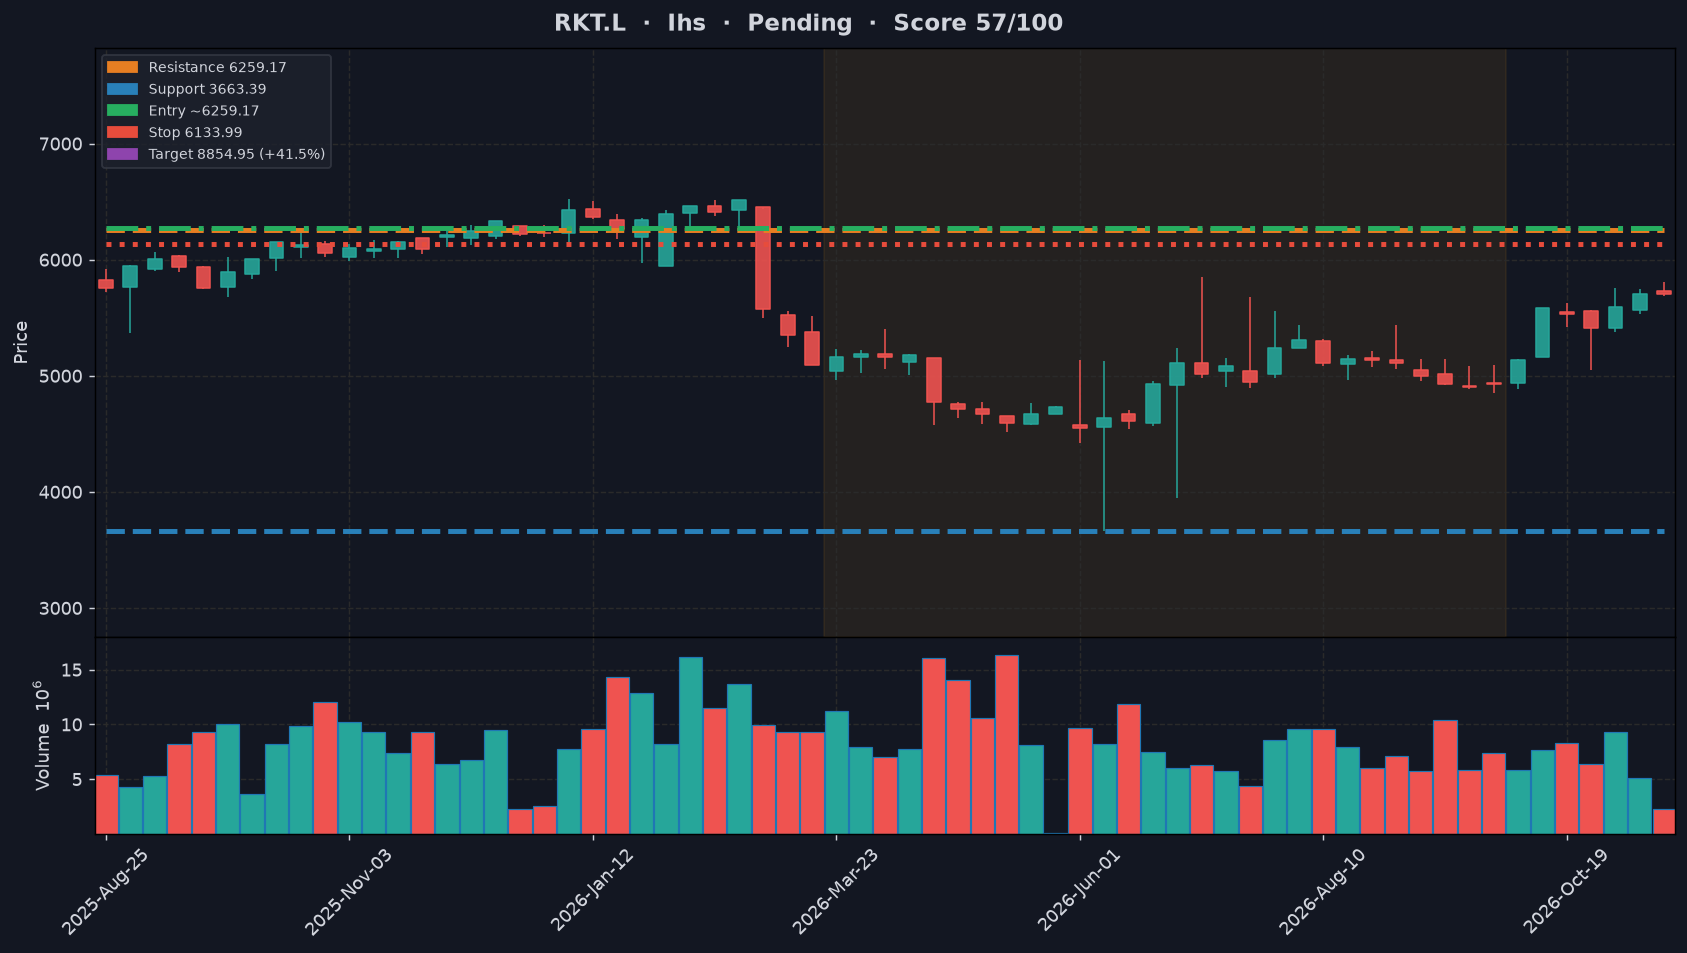 RKT.L · Ihs · Pending · Score 57/100
Resistance 6259.17
Support 3663.39
Entry ~6259.17
Stop 6133.99
Target 8854.95 (+41.5%)
Price
7000
6000
5000
4000
3000
Volume 10⁶
15
10
5
2025-Aug-25
2025-Nov-03
2026-Jan-12
2026-Mar-23
2026-Jun-01
2026-Aug-10
2026-Oct-19